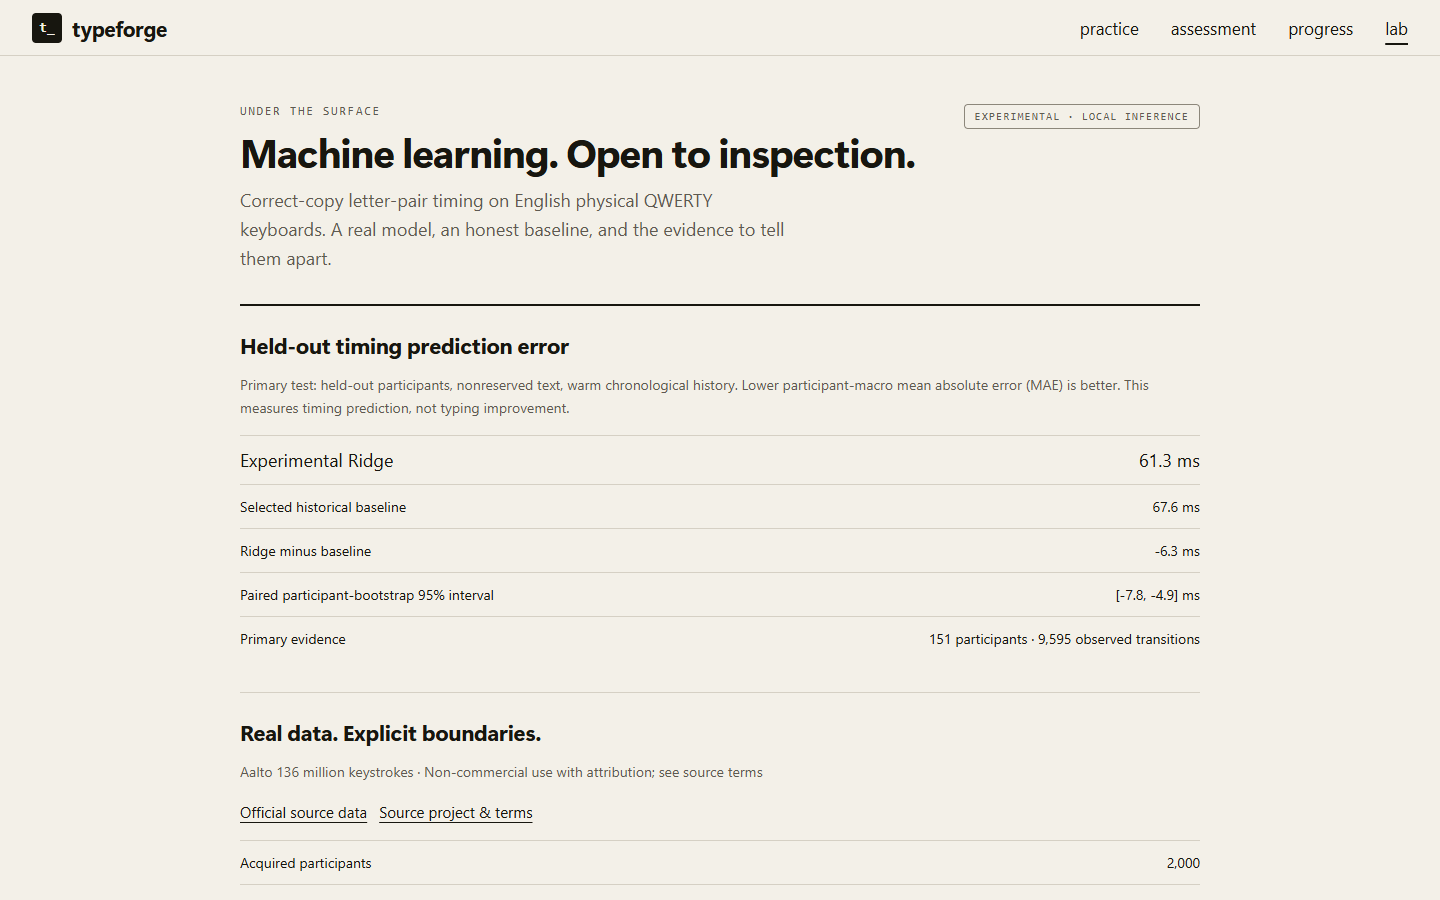 t_ typeforge practice assessment progress lab
UNDER THE SURFACE
EXPERIMENTAL · LOCAL INFERENCE
Machine learning. Open to inspection.
Correct-copy letter-pair timing on English physical QWERTY
keyboards. A real model, an honest baseline, and the evidence to tell
them apart.
Held-out timing prediction error
Primary test: held-out participants, nonreserved text, warm chronological history. Lower participant-macro mean absolute error (MAE) is better. This
measures timing prediction, not typing improvement.
Experimental Ridge 61.3 ms
Selected historical baseline 67.6 ms
Ridge minus baseline -6.3 ms
Paired participant-bootstrap 95% interval [-7.8, -4.9] ms
Primary evidence 151 participants · 9,595 observed transitions
Real data. Explicit boundaries.
Aalto 136 million keystrokes · Non-commercial use with attribution; see source terms
Official source data Source project & terms
Acquired participants 2,000